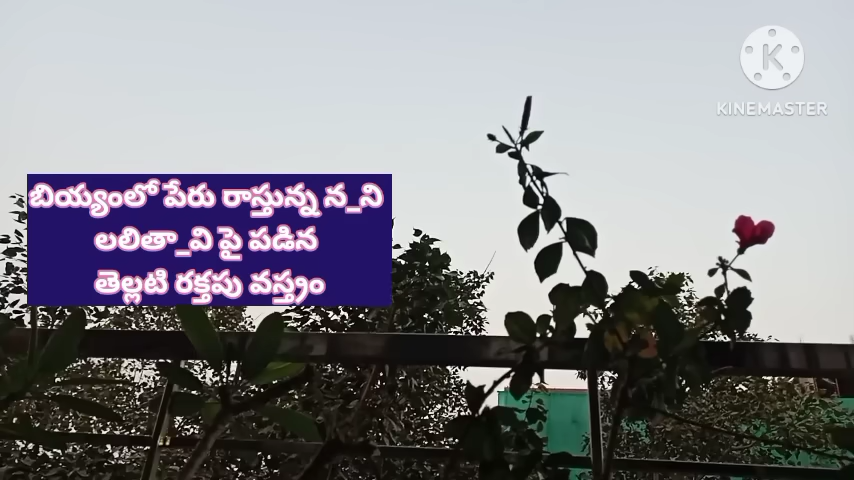 KINEMASTER
బియ్యంలో పేరు రాస్తున్న న_ని
లలితా_వి పై పడిన
తెల్లటి రక్తపు వస్త్రం